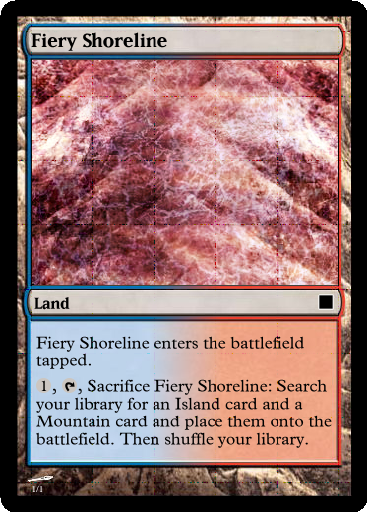 Fiery Shoreline
Land
Fiery Shoreline enters the battlefield
tapped.
1, , Sacrifice Fiery Shoreline: Search
your library for an Island card and a
Mountain card and place them onto the
battlefield. Then shuffle your library.
1/1